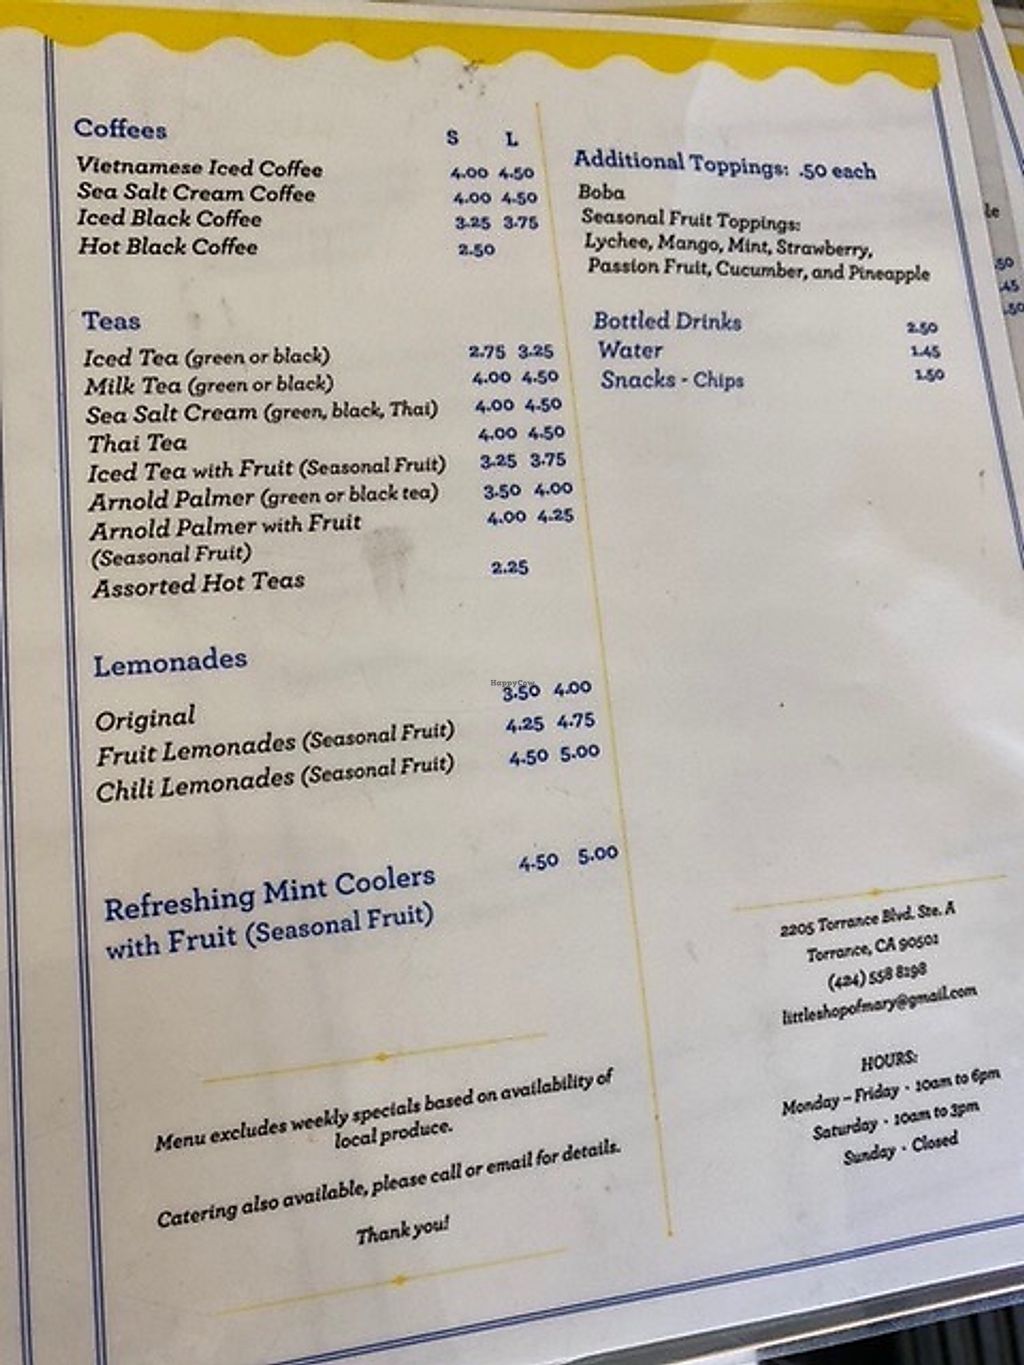 Coffees S L
Vietnamese Iced Coffee 4.00 4.50
Sea Salt Cream Coffee 4.00 4.50
Iced Black Coffee 3.25 3.75
Hot Black Coffee 2.50
Teas
Iced Tea (green or black) 2.75 3.25
Milk Tea (green or black) 4.00 4.50
Sea Salt Cream (green, black, Thai) 4.00 4.50
Thai Tea 4.00 4.50
Iced Tea with Fruit (Seasonal Fruit) 3.25 3.75
Arnold Palmer (green or black tea) 3.50 4.00
Arnold Palmer with Fruit 4.00 4.25
(Seasonal Fruit)
Assorted Hot Teas 2.25
Lemonades
Original 3.50 4.00
Fruit Lemonades (Seasonal Fruit) 4.25 4.75
Chili Lemonades (Seasonal Fruit) 4.50 5.00
Refreshing Mint Coolers 4.50 5.00
with Fruit (Seasonal Fruit)
Menu excludes weekly specials based on availability of
local produce.
Catering also available, please call or email for details.
Thank you!
Additional Toppings: .50 each
Boba
Seasonal Fruit Toppings:
Lychee, Mango, Mint, Strawberry,
Passion Fruit, Cucumber, and Pineapple
Bottled Drinks 2.50
Water 1.45
Snacks - Chips 1.50
2205 Torrance Blvd. Ste. A
Torrance, CA 90501
(424) 558 8198
littleshopofmary@gmail.com
HOURS:
Monday – Friday · 10am to 6pm
Saturday · 10am to 3pm
Sunday · Closed
le
.50
.45
.50
HappyCow